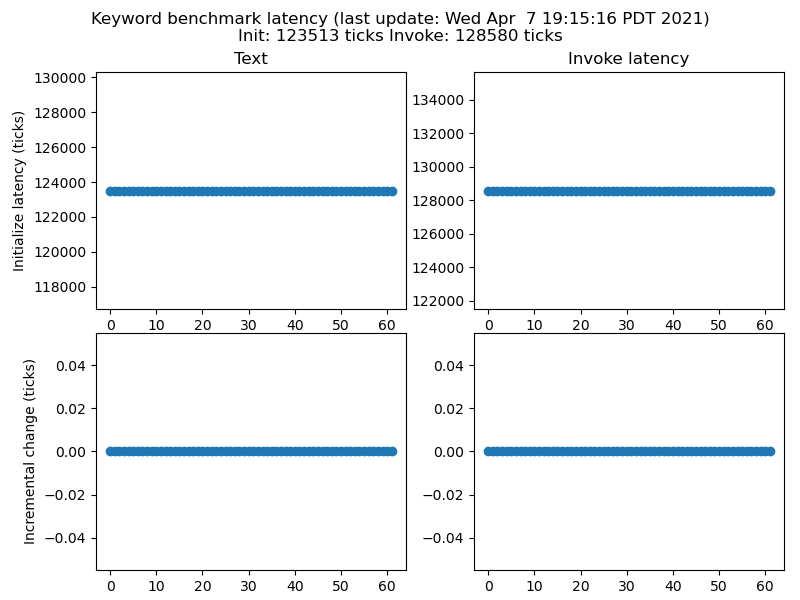 Keyword benchmark latency (last update: Wed Apr  7 19:15:16 PDT 2021)
Init: 123513 ticks Invoke: 128580 ticks
Text
Initialize latency (ticks)
130000
128000
126000
124000
122000
120000
118000
0 10 20 30 40 50 60
Invoke latency
134000
132000
130000
128000
126000
124000
122000
0 10 20 30 40 50 60
Incremental change (ticks)
0.04
0.02
0.00
−0.02
−0.04
0 10 20 30 40 50 60
0.04
0.02
0.00
−0.02
−0.04
0 10 20 30 40 50 60